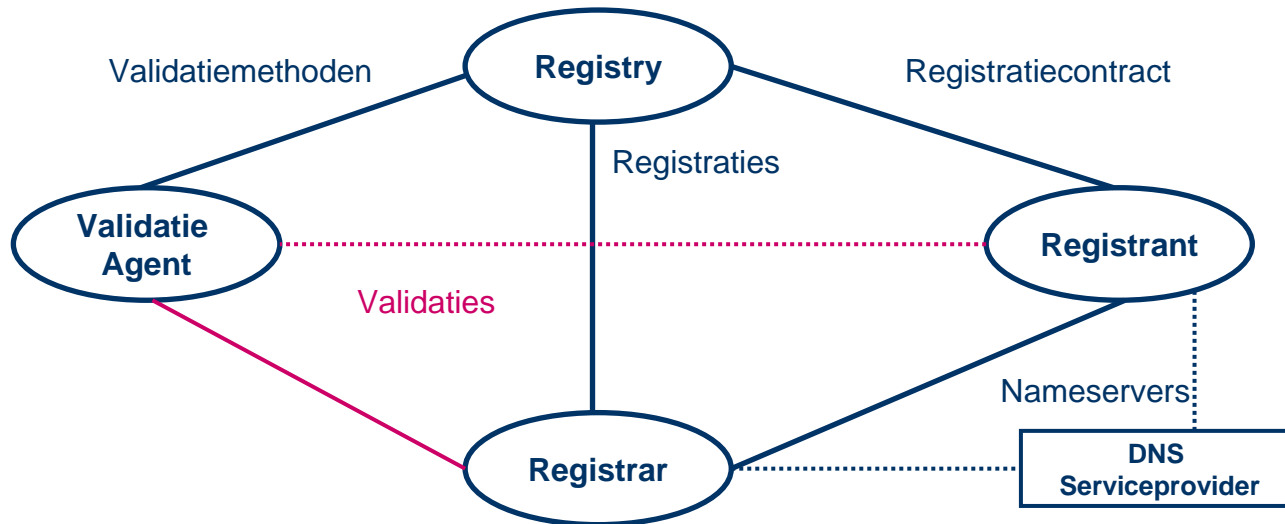 Registry
Validatiemethoden
Registratiecontract
Registraties
Validatie
Agent
Registrant
Validaties
Nameservers
Registrar
DNS
Serviceprovider